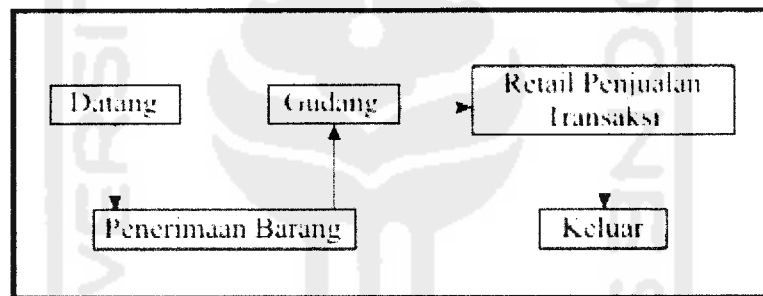 Datang
Gudang
Retail Penjualan
Transaksi
Penerimaan Barang
Keluar